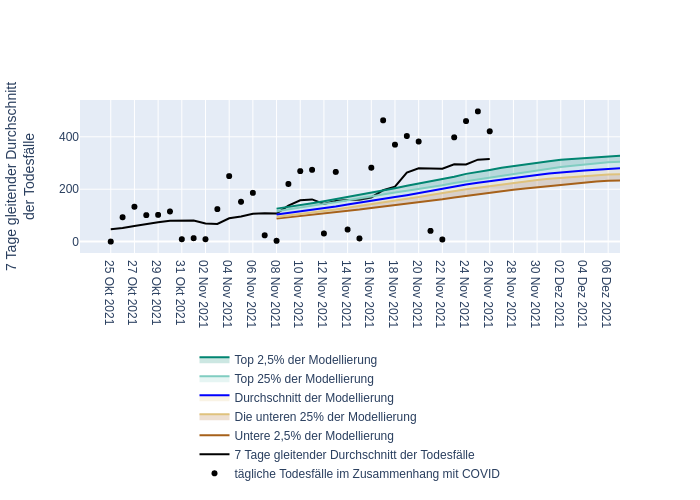 7 Tage gleitender Durchschnitt
der Todesfälle
400
200
0
25 Okt 2021
27 Okt 2021
29 Okt 2021
31 Okt 2021
02 Nov 2021
04 Nov 2021
06 Nov 2021
08 Nov 2021
10 Nov 2021
12 Nov 2021
14 Nov 2021
16 Nov 2021
18 Nov 2021
20 Nov 2021
22 Nov 2021
24 Nov 2021
26 Nov 2021
28 Nov 2021
30 Nov 2021
02 Dez 2021
04 Dez 2021
06 Dez 2021
Top 2,5% der Modellierung
Top 25% der Modellierung
Durchschnitt der Modellierung
Die unteren 25% der Modellierung
Untere 2,5% der Modellierung
7 Tage gleitender Durchschnitt der Todesfälle
tägliche Todesfälle im Zusammenhang mit COVID